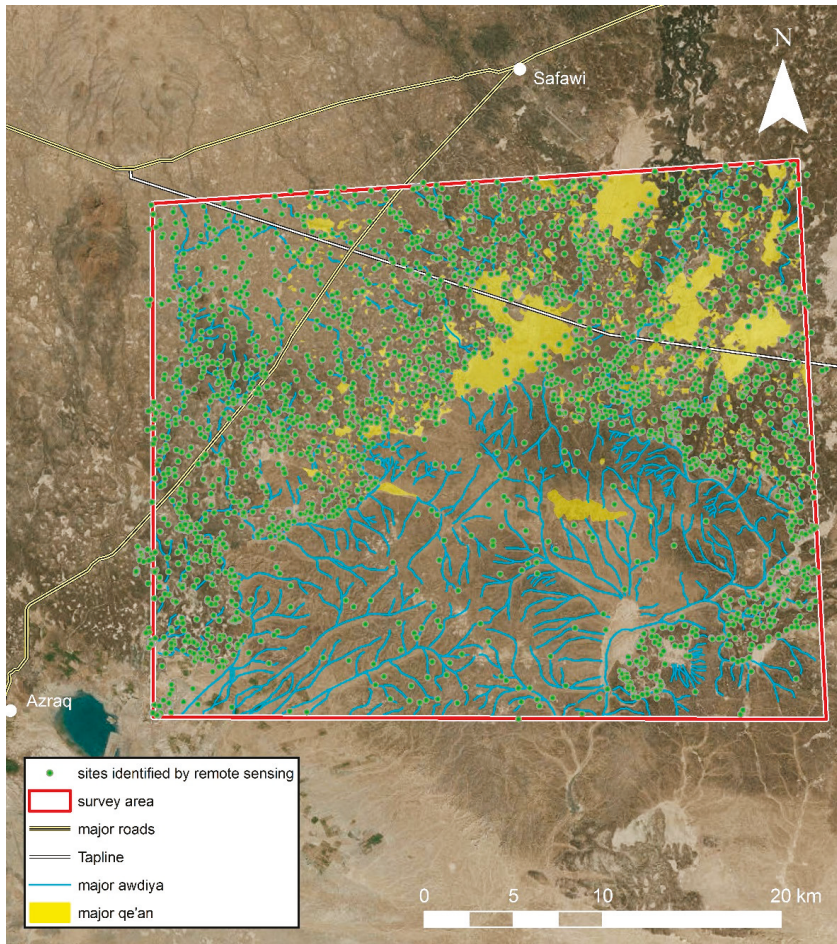 Safawi
N
Azraq
sites identified by remote sensing
survey area
major roads
Tapline
major awdiya
major qe'an
0 5 10 20 km